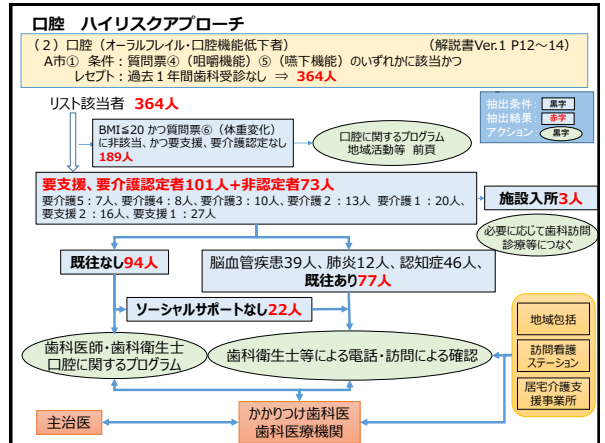 口腔　ハイリスクアプローチ
（２）口腔（オーラルフレイル・口腔機能低下者）　（解説書Ver.1 P12～14）
A市①　条件：質問票④（咀嚼機能）⑤（嚥下機能）のいずれかに該当かつ
レセプト：過去１年間歯科受診なし　⇒ 364人
リスト該当者　364人
抽出条件：　黒字
抽出結果：　赤字
アクション：　黒字
BMI≦20 かつ質問票⑥（体重変化）
に非該当、かつ要支援、要介護認定なし
189人
口腔に関するプログラム
地域活動等　前頁
要支援、要介護認定者101人＋非認定者73人
要介護5：7人、要介護4：8人、要介護3：10人、要介護２：13人　要介護１：20人、
要支援２：16人、要支援１：27人
施設入所3人
必要に応じて歯科訪問
診療等につなぐ
既往なし94人
脳血管疾患39人、肺炎12人、認知症46人、
既往あり77人
ソーシャルサポートなし22人
歯科医師・歯科衛生士
口腔に関するプログラム
歯科衛生士等による電話・訪問による確認
地域包括
訪問看護
ステーション
居宅介護支
援事業所
主治医
かかりつけ歯科医
歯科医療機関